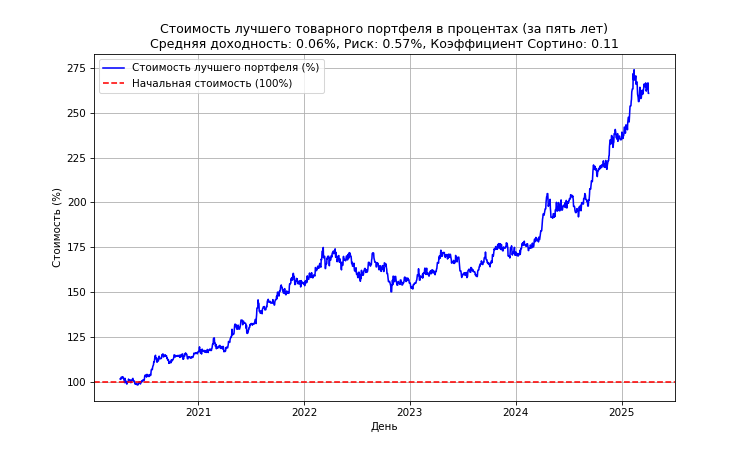 Стоимость лучшего товарного портфеля в процентах (за пять лет)
Средняя доходность: 0.06%, Риск: 0.57%, Коэффициент Сортино: 0.11
Стоимость лучшего портфеля (%)
Начальная стоимость (100%)
Стоимость (%)
275
250
225
200
175
150
125
100
2021
2022
2023
2024
2025
День